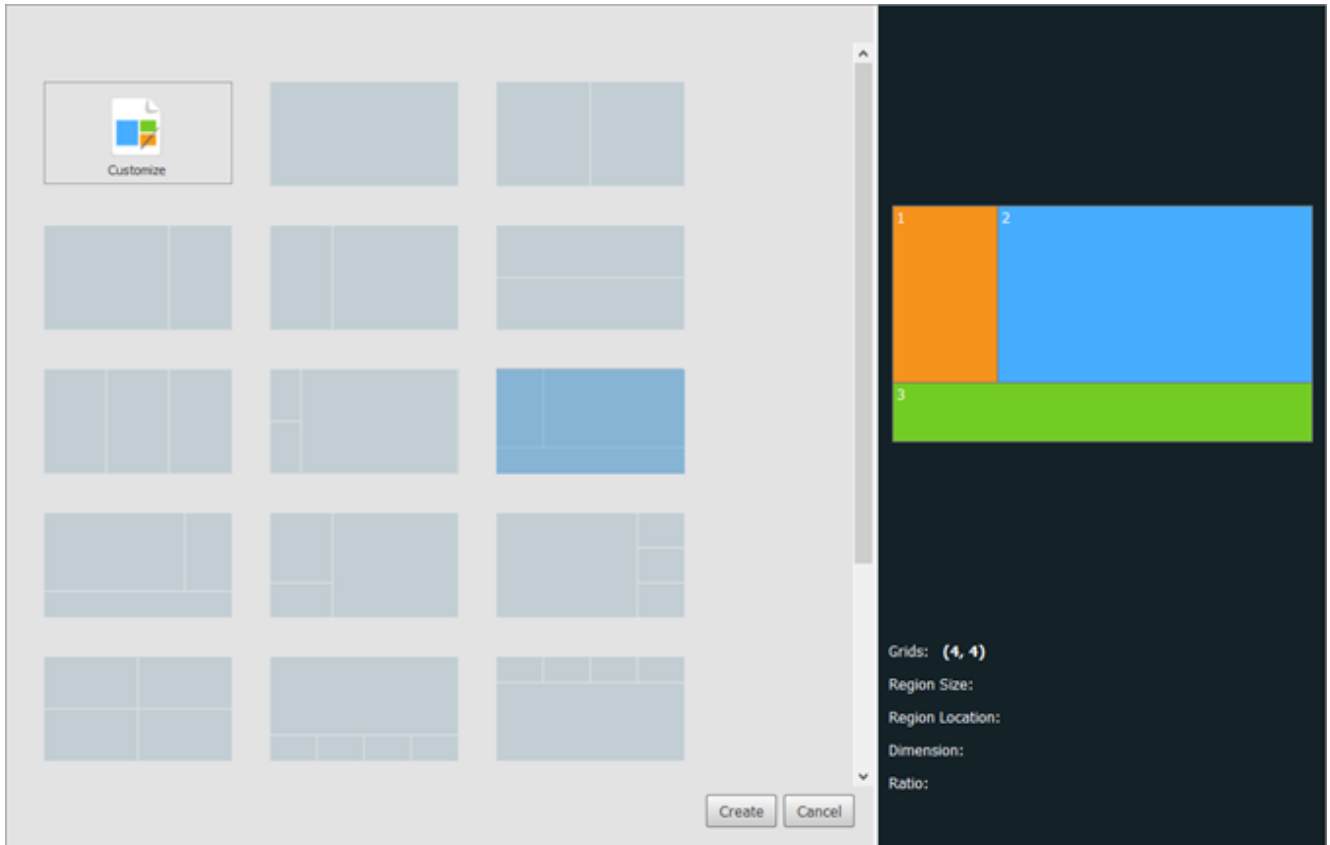 Customize
1
2
3
Grids: (4, 4)
Region Size:
Region Location:
Dimension:
Ratio:
Create
Cancel